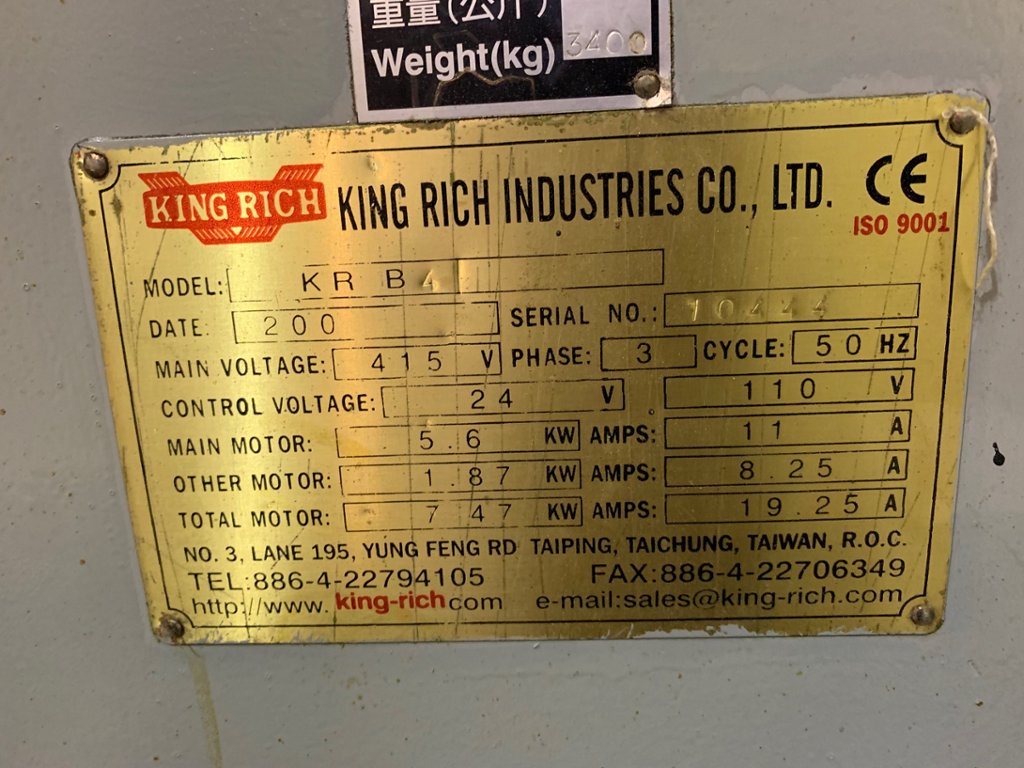 重量(公斤)
Weight(kg) 3400
KING RICH KING RICH INDUSTRIES CO., LTD. CE
ISO 9001
MODEL: KR B4
DATE: 200 SERIAL NO.: 10444
MAIN VOLTAGE: 415 V PHASE: 3 CYCLE: 50 HZ
CONTROL VOLTAGE: 24 V 110 V
MAIN MOTOR: 5.6 KW AMPS: 11 A
OTHER MOTOR: 1.87 KW AMPS: 8.25 A
TOTAL MOTOR: 7 47 KW AMPS: 19.25 A
NO. 3, LANE 195, YUNG FENG RD TAIPING, TAICHUNG, TAIWAN, R.O.C.
TEL:886-4-22794105 FAX:886-4-22706349
http://www.king-rich com e-mail:sales@king-rich.com